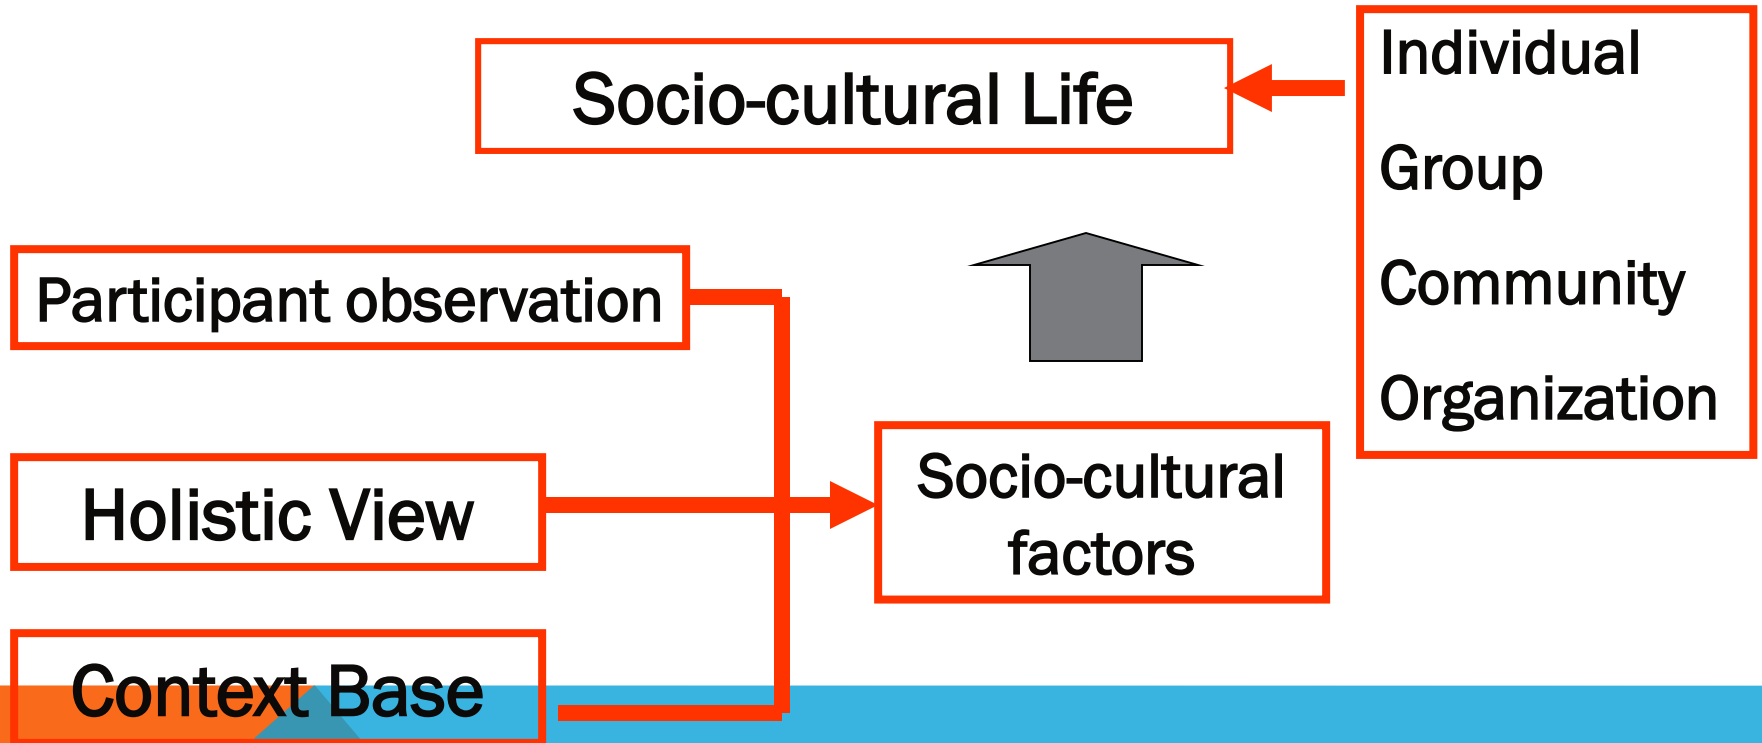 Socio-cultural Life
Individual
Group
Community
Organization
Participant observation
Holistic View
Context Base
Socio-cultural
factors